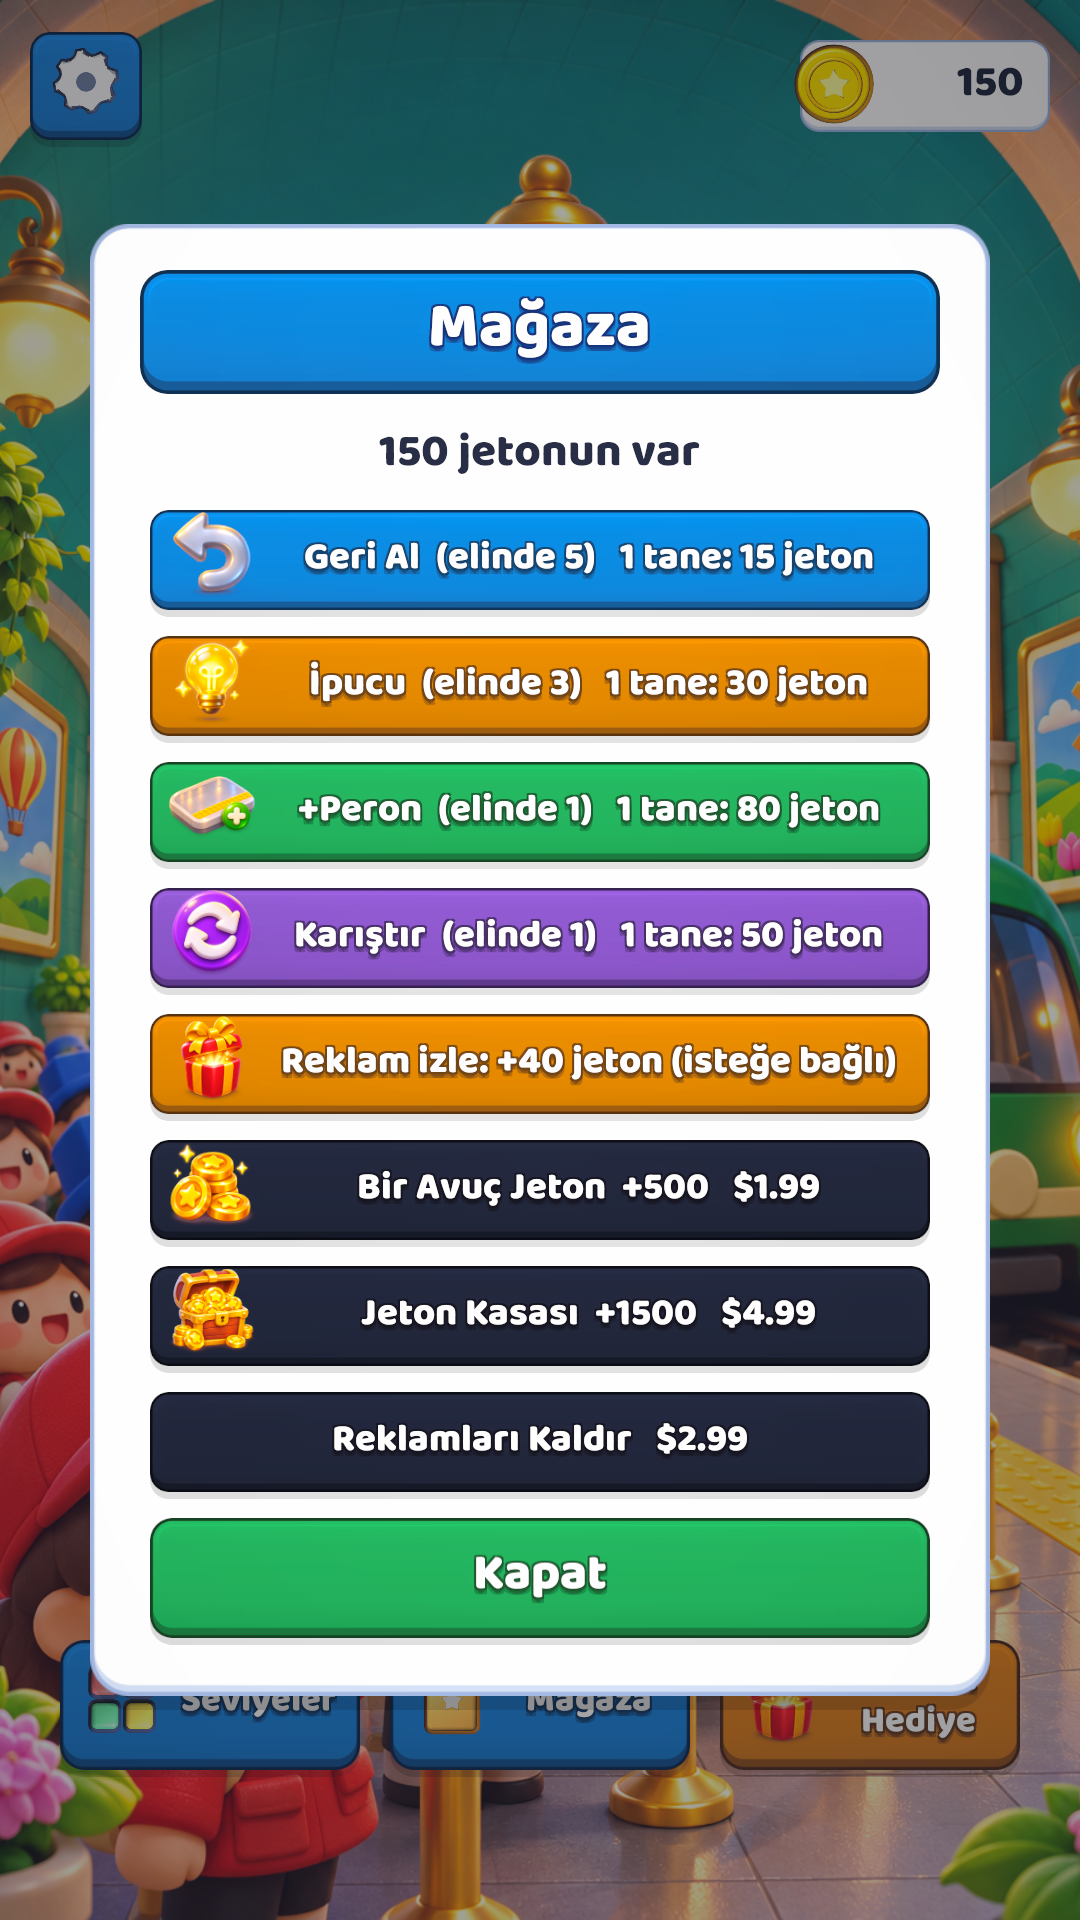 150
Mağaza
150 jetonun var
Geri Al (elinde 5) 1 tane: 15 jeton
İpucu (elinde 3) 1 tane: 30 jeton
+Peron (elinde 1) 1 tane: 80 jeton
Karıştır (elinde 1) 1 tane: 50 jeton
Reklam izle: +40 jeton (isteğe bağlı)
Bir Avuç Jeton +500 $1.99
Jeton Kasası +1500 $4.99
Reklamları Kaldır $2.99
Kapat
Seviyeler
Mağaza
Hediye